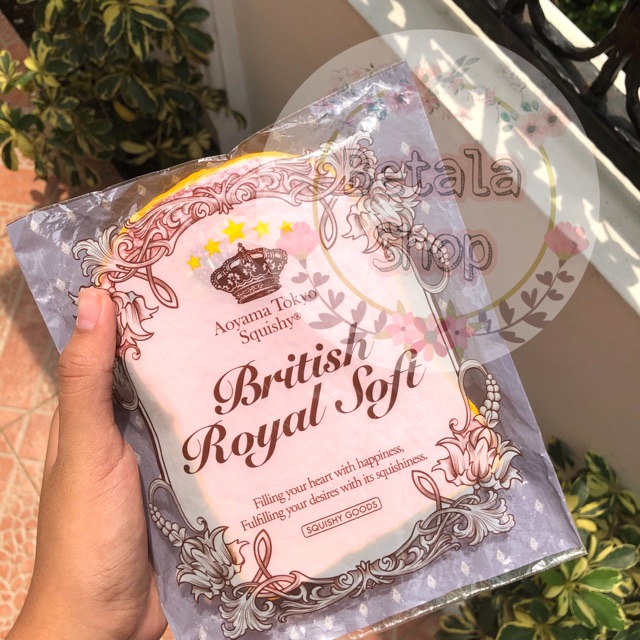 Betala
Shop
Aoyama Tokyo
Squishy®
British
Royal Soft
Filling your heart with happiness,
Fulfilling your desires with its squishiness.
SQUISHY GOODS